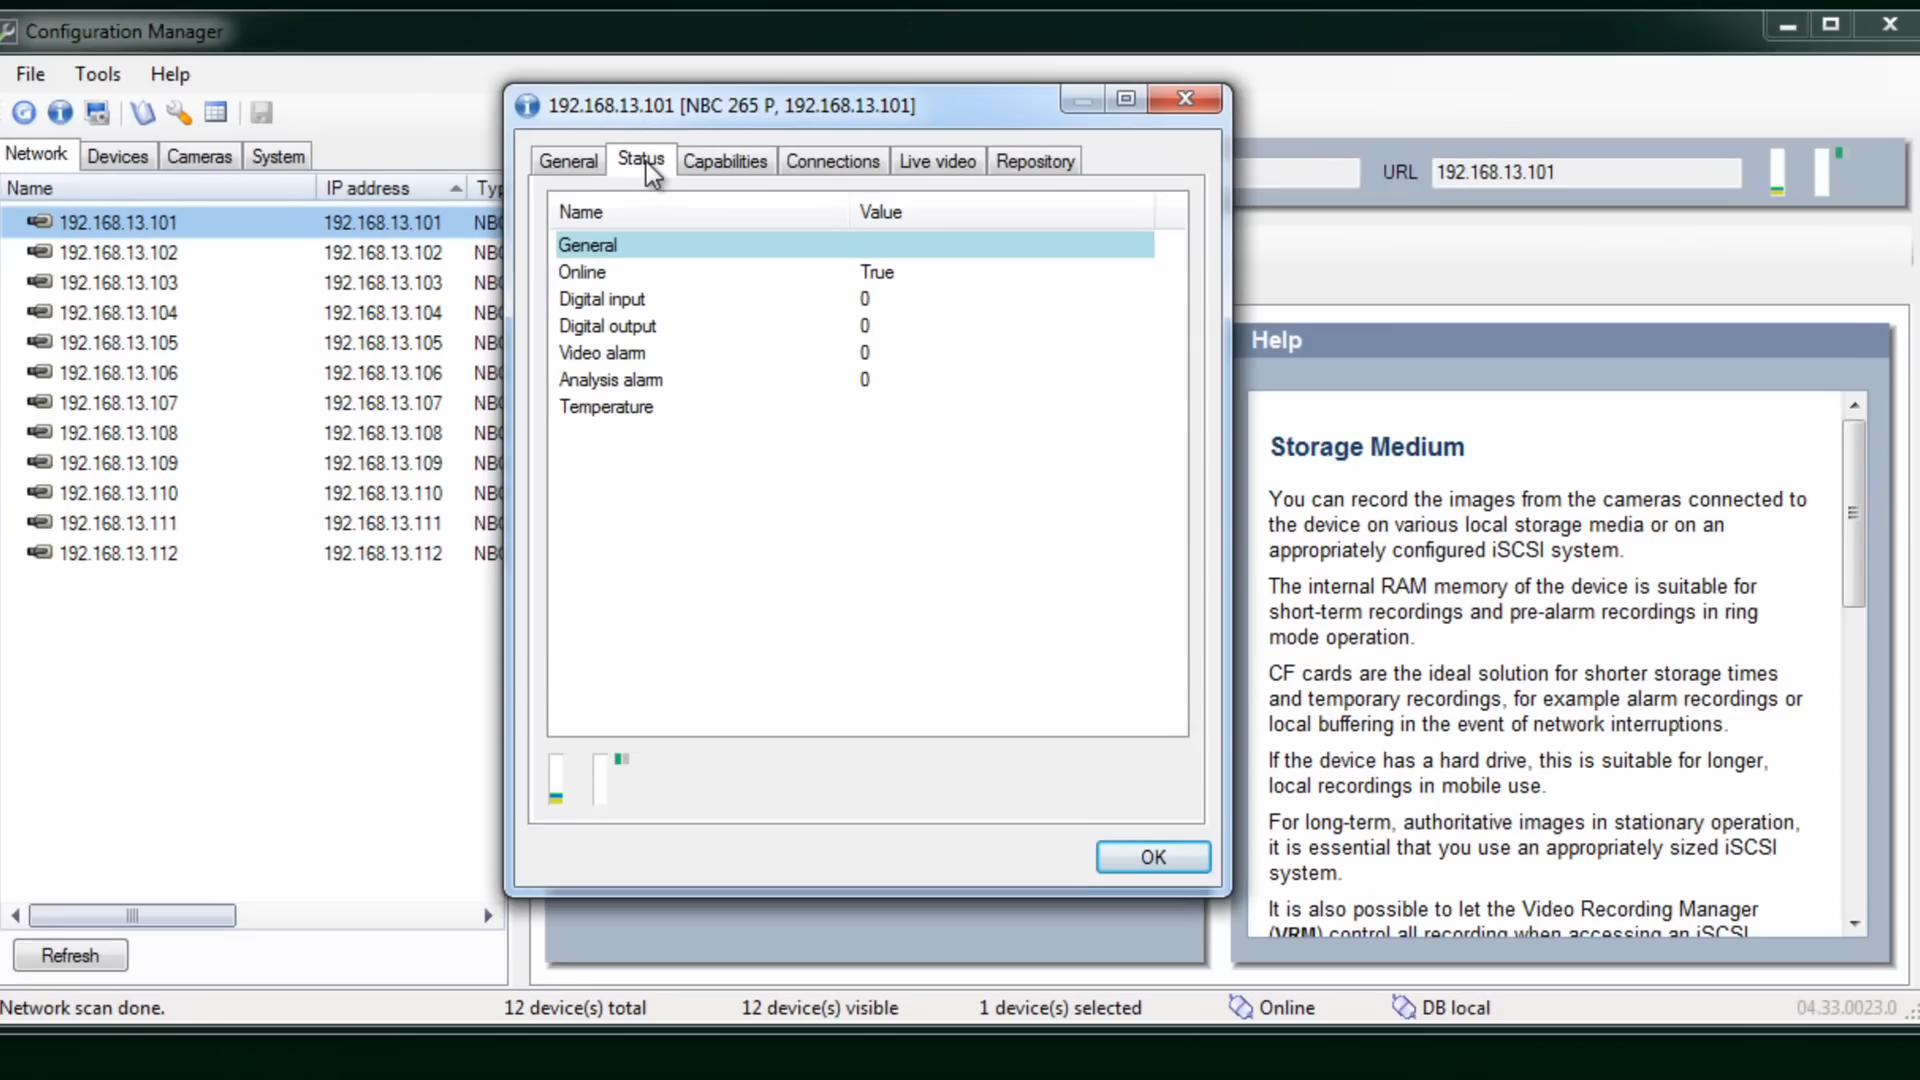 Configuration Manager
File Tools Help
Network Devices Cameras System
Name IP address
192.168.13.101 192.168.13.101
192.168.13.102 192.168.13.102
192.168.13.103 192.168.13.103
192.168.13.104 192.168.13.104
192.168.13.105 192.168.13.105
192.168.13.106 192.168.13.106
192.168.13.107 192.168.13.107
192.168.13.108 192.168.13.108
192.168.13.109 192.168.13.109
192.168.13.110 192.168.13.110
192.168.13.111 192.168.13.111
192.168.13.112 192.168.13.112
Refresh
192.168.13.101 [NBC 265 P, 192.168.13.101]
General Status Capabilities Connections Live video Repository
Name Value
General
Online True
Digital input 0
Digital output 0
Video alarm 0
Analysis alarm 0
Temperature
OK
URL 192.168.13.101
Help
Storage Medium
You can record the images from the cameras connected to
the device on various local storage media or on an
appropriately configured iSCSI system.
The internal RAM memory of the device is suitable for
short-term recordings and pre-alarm recordings in ring
mode operation.
CF cards are the ideal solution for shorter storage times
and temporary recordings, for example alarm recordings or
local buffering in the event of network interruptions.
If the device has a hard drive, this is suitable for longer,
local recordings in mobile use.
For long-term, authoritative images in stationary operation,
it is essential that you use an appropriately sized iSCSI
system.
It is also possible to let the Video Recording Manager
(VRM) control all recording when accessing an iSCSI
Network scan done. 12 device(s) total 12 device(s) visible 1 device(s) selected Online DB local 04.33.0023.0